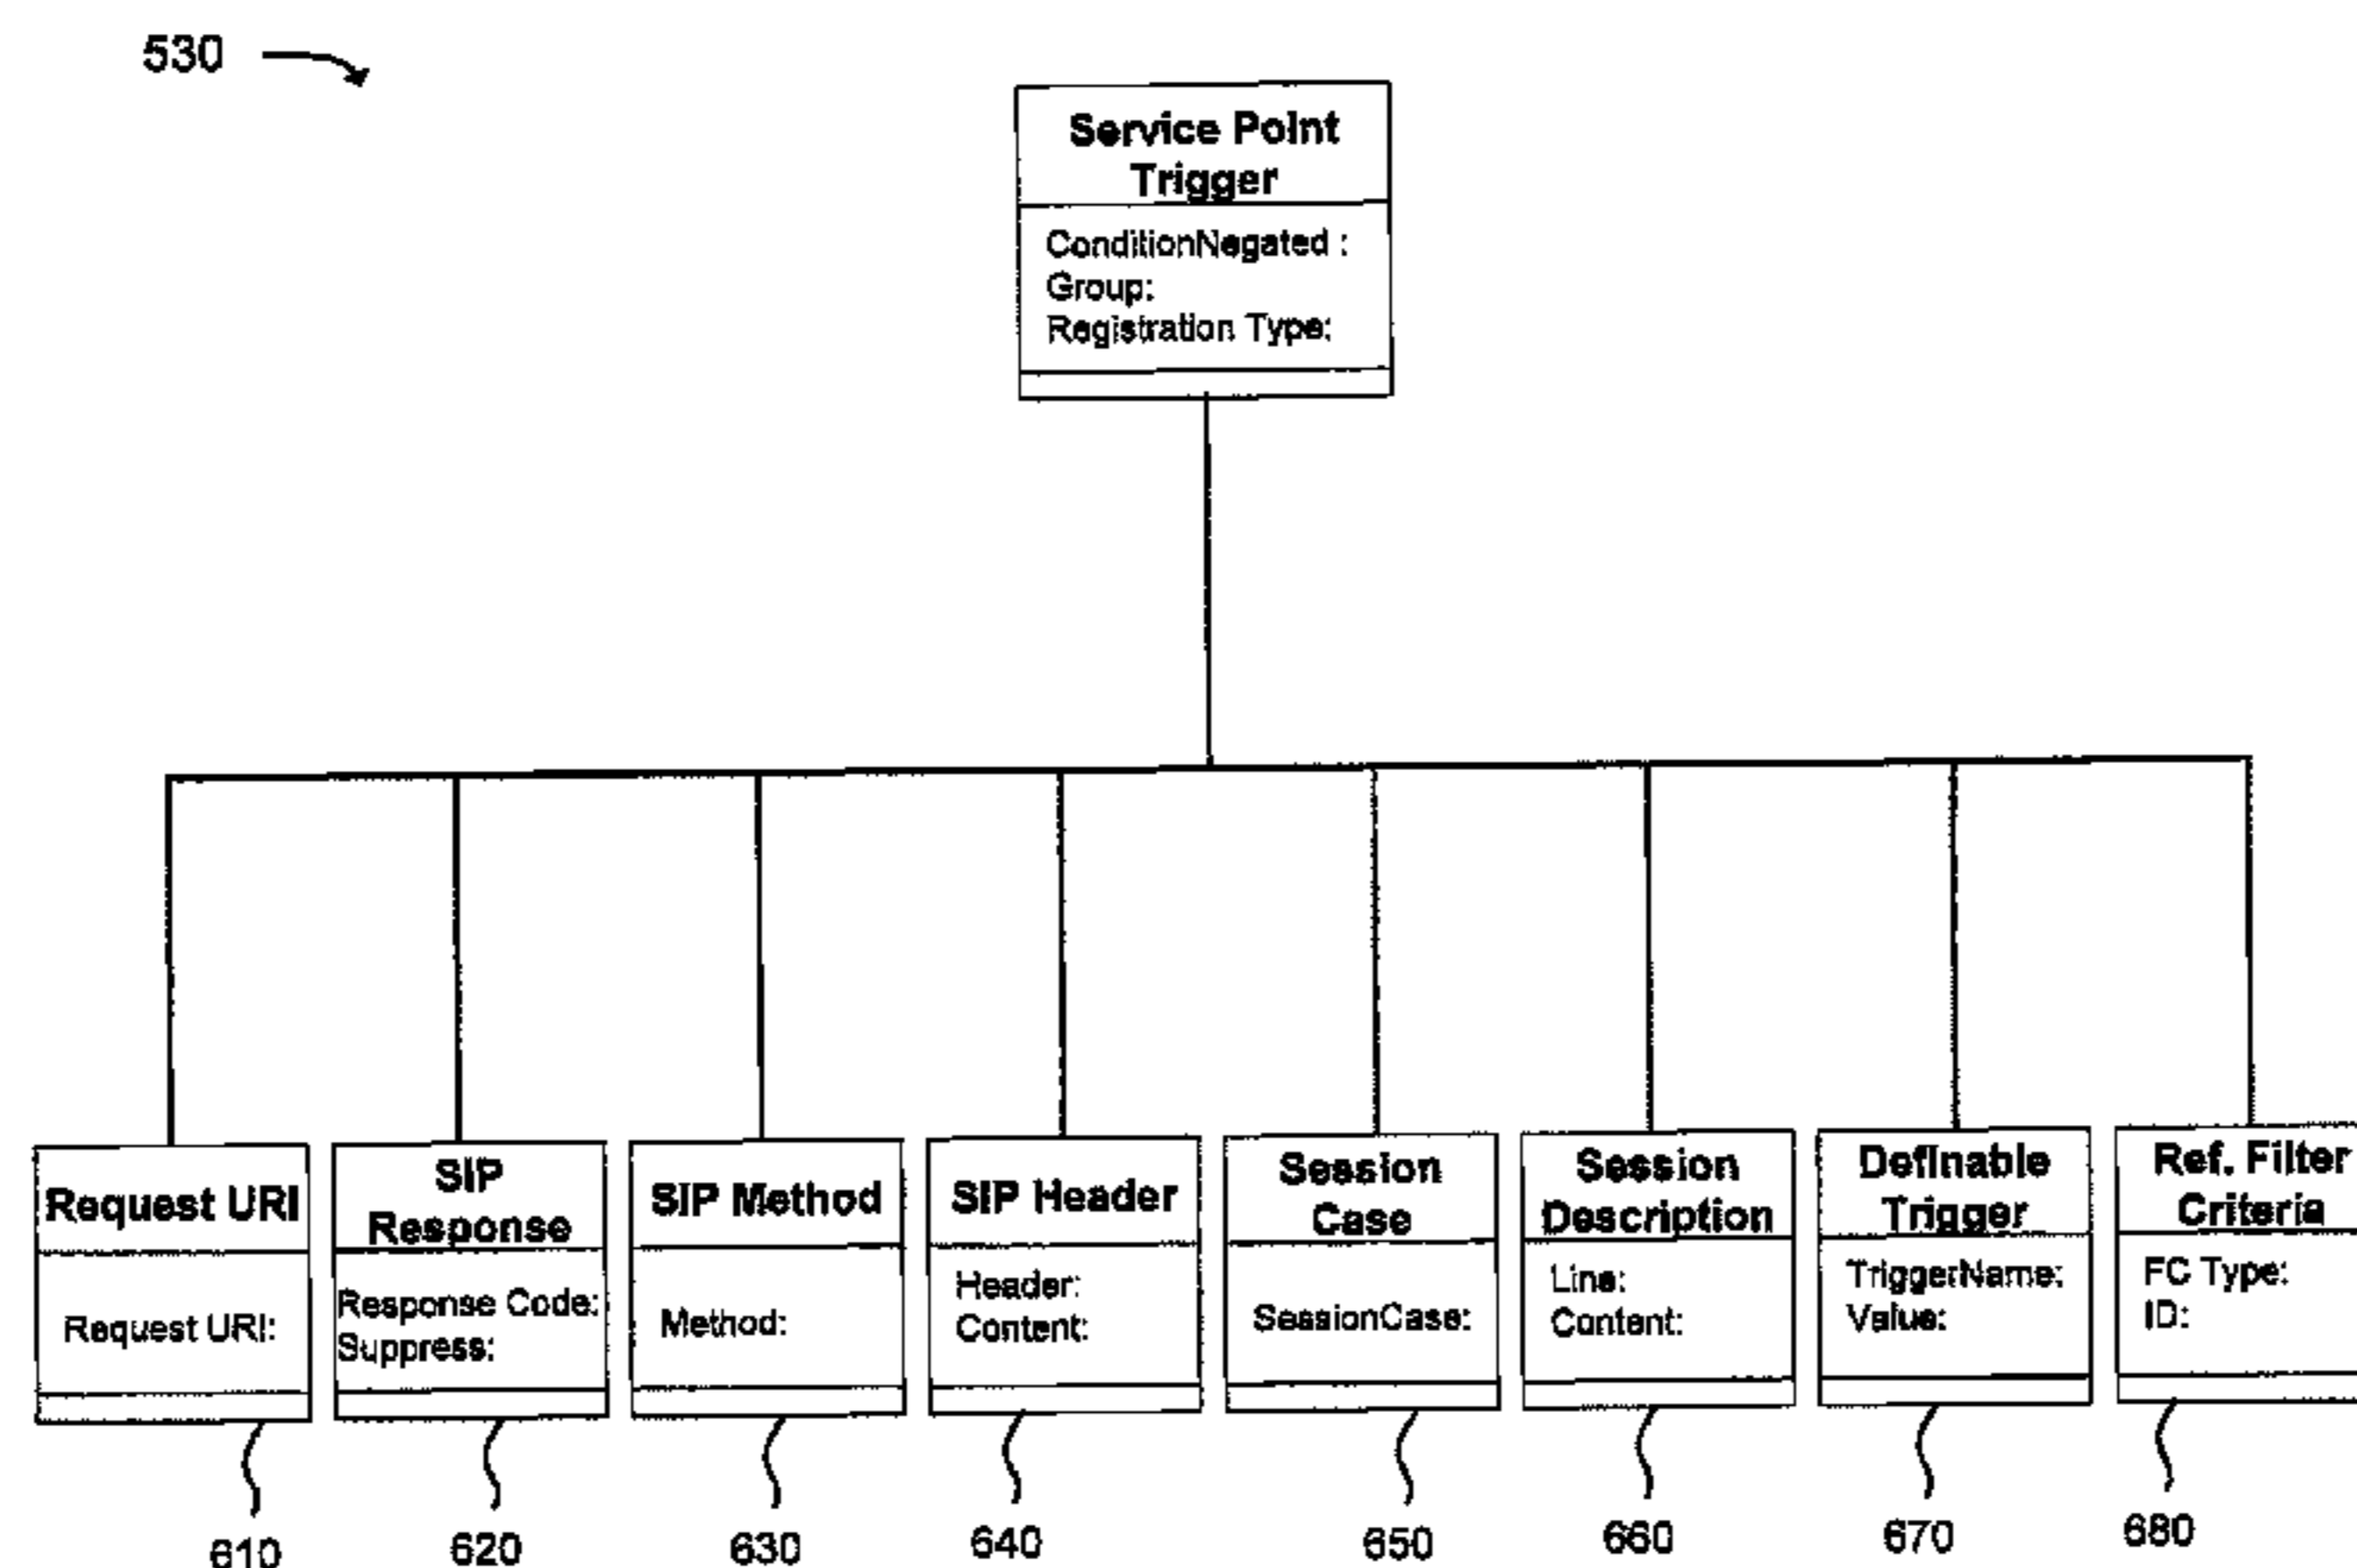 530
Service Point
Trigger
ConditionNegated :
Group:
Registration Type:
Request URI
Request URI:
SIP
Response
Response Code:
Suppress:
SIP Method
Method:
SIP Header
Header:
Content:
Session
Case
SessionCase:
Session
Description
Line:
Content:
Definable
Trigger
TriggerName:
Value:
Ref. Filter
Criteria
FC Type:
ID:
610
620
630
640
650
660
670
680